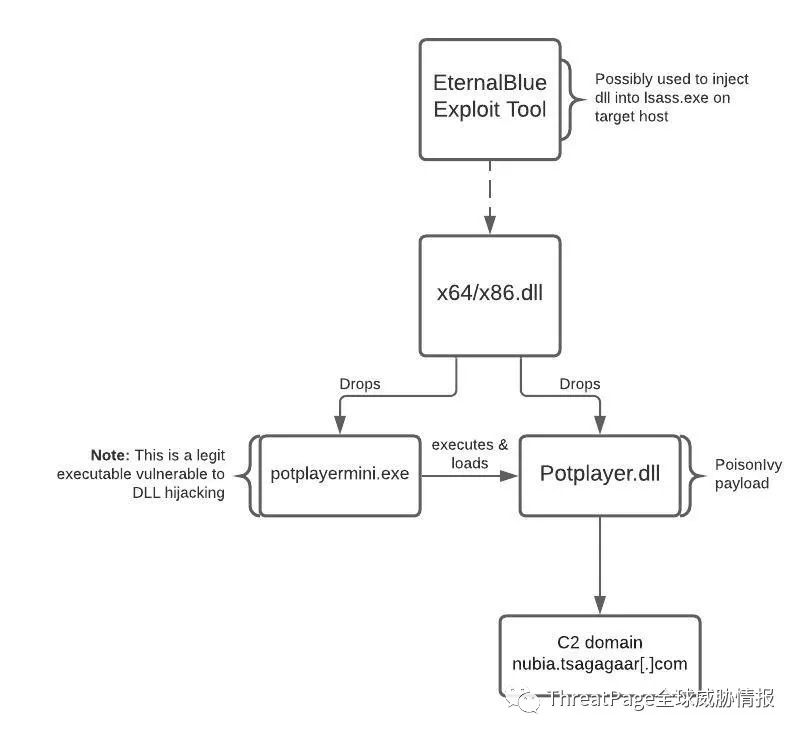 EternalBlue
Exploit Tool
Possibly used to inject
dll into lsass.exe on
target host
x64/x86.dll
Drops
Drops
Note: This is a legit
executable vulnerable to
DLL hijacking
potplayermini.exe
executes &
loads
Potplayer.dll
PoisonIvy
payload
C2 domain
nubia.tsagagaar[.]com
ThreatPage全球威胁情报